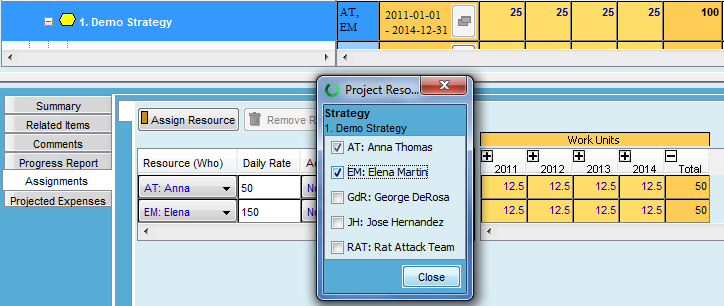 1. Demo Strategy
AT,
EM
2011-01-01
- 2014-12-31
25 25 25 25 100
Project Reso...
Strategy
1. Demo Strategy
AT: Anna Thomas
EM: Elena Martin
GdR: George DeRosa
JH: Jose Hernandez
RAT: Rat Attack Team
Close
Summary
Related Items
Comments
Progress Report
Assignments
Projected Expenses
Assign Resource
Remove R
Work Units
Resource (Who) Daily Rate
2011 2012 2013 2014 Total
AT: Anna 50 12.5 12.5 12.5 12.5 50
EM: Elena 150 12.5 12.5 12.5 12.5 50